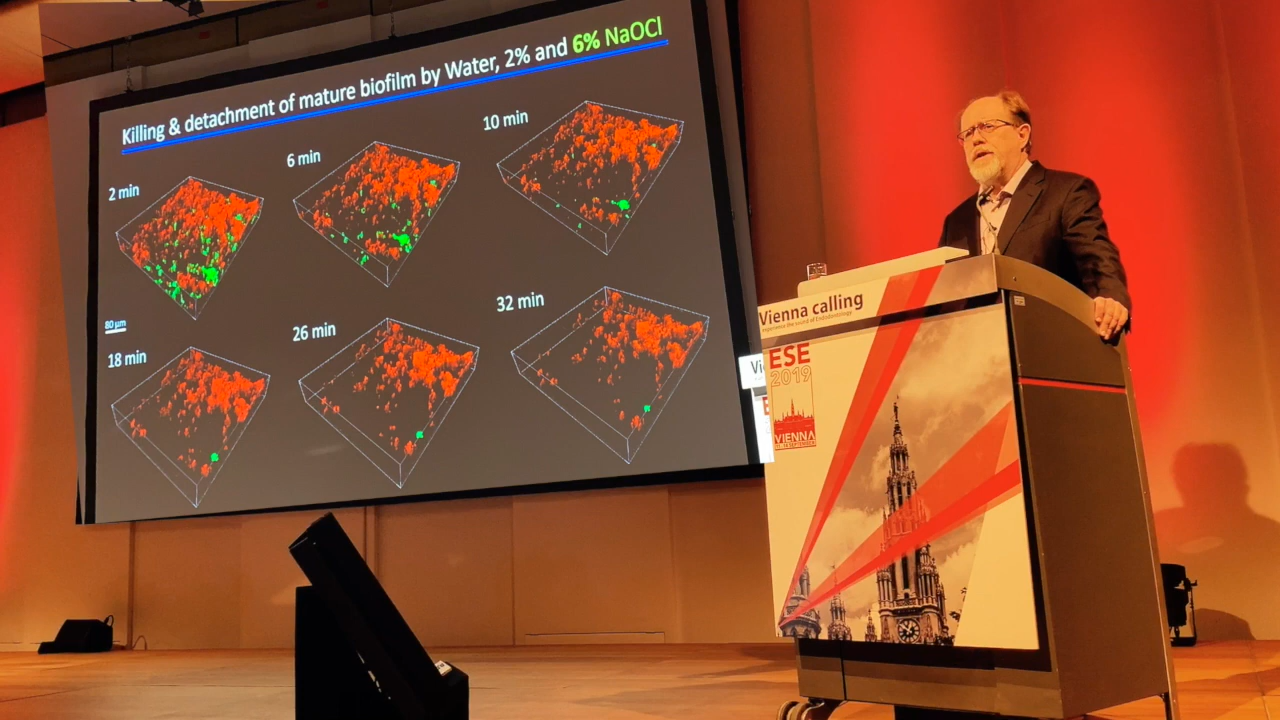 Killing & detachment of mature biofilm by Water, 2% and 6% NaOCl
2 min
6 min
10 min
80 µm
18 min
26 min
32 min
Vienna calling
experience the sound of Endodontology
ESE
2019
VIENNA
Vi